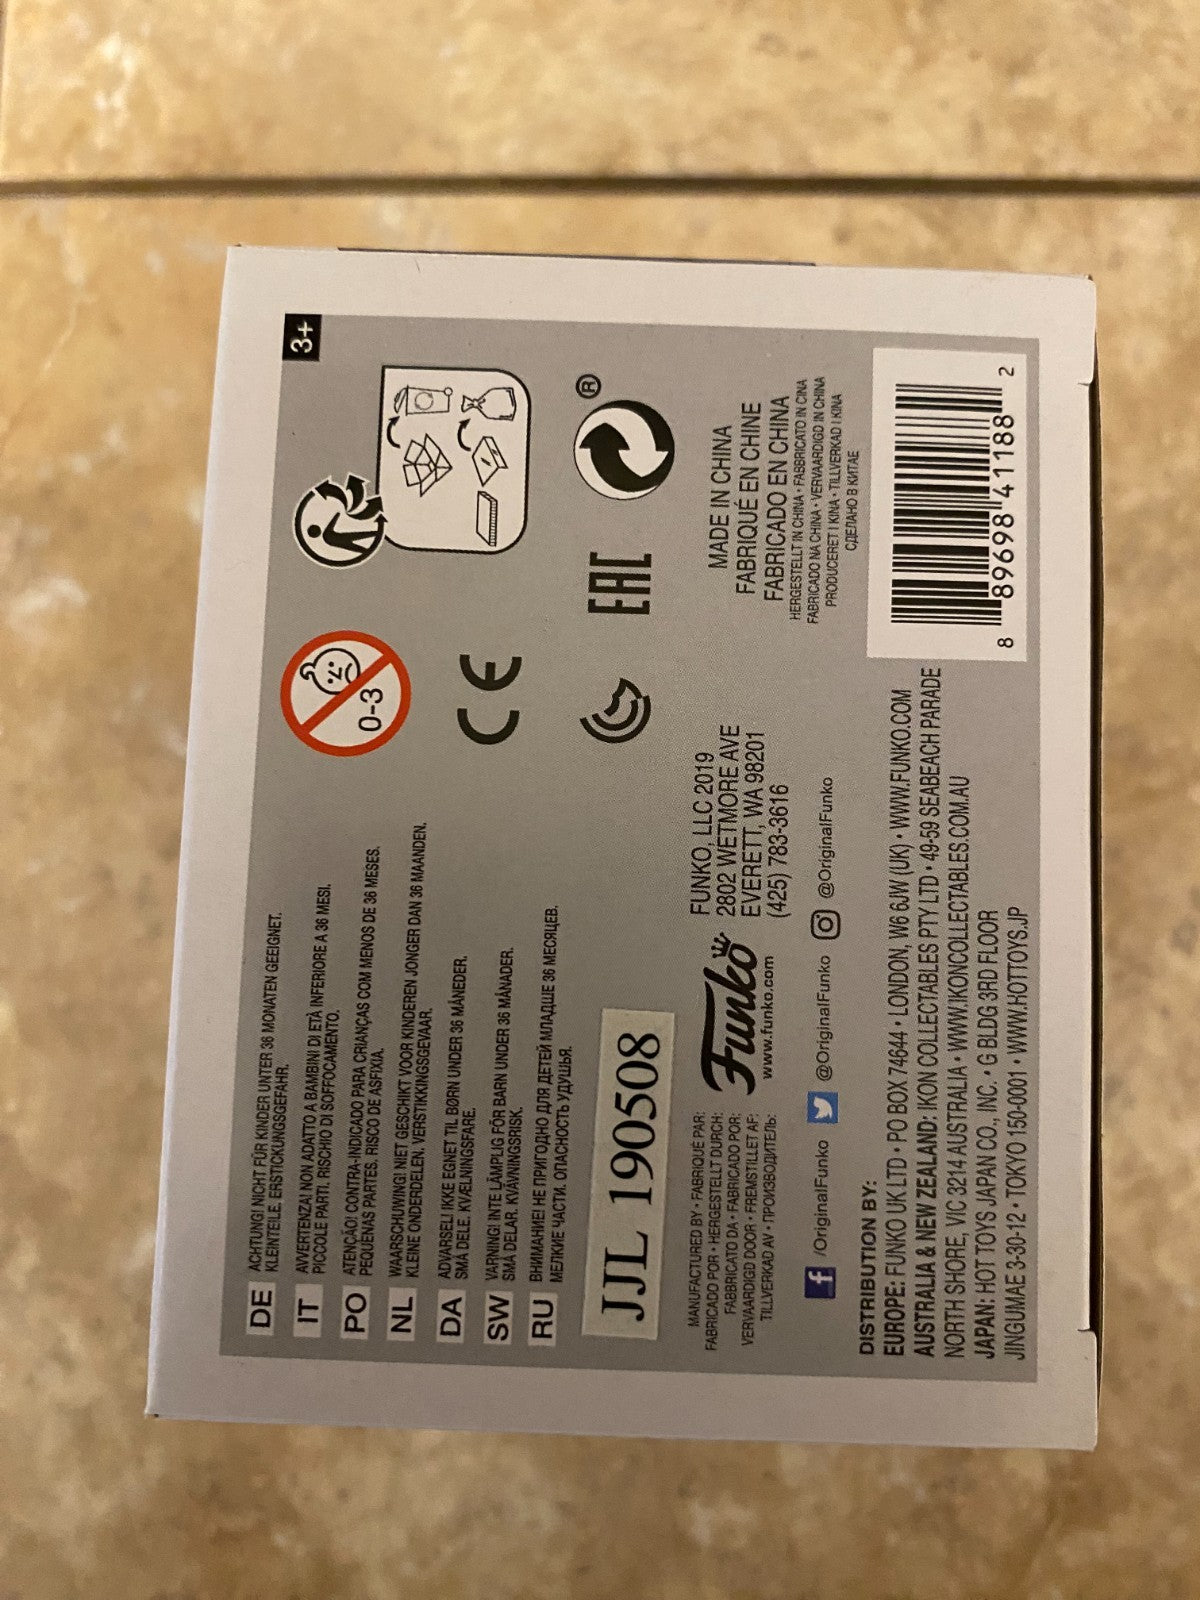 3+
DE
ACHTUNG! NICHT FÜR KINDER UNTER 36 MONATEN GEEIGNET.
KLEINTEILE. ERSTICKUNGSGEFAHR.
IT
AVVERTENZA! NON ADATTO A BAMBINI DI ETÀ INFERIORE A 36 MESI.
PICCOLE PARTI. RISCHIO DI SOFFOCAMENTO.
PO
ATENÇÃO! CONTRA-INDICADO PARA CRIANÇAS COM MENOS DE 36 MESES.
PEQUENAS PARTES. RISCO DE ASFIXIA.
NL
WAARSCHUWING! NIET GESCHIKT VOOR KINDEREN JONGER DAN 36 MAANDEN.
KLEINE ONDERDELEN. VERSTIKKINGSGEVAAR.
DA
ADVARSEL! IKKE EGNET TIL BØRN UNDER 36 MÅNEDER.
SMÅ DELE. KVÆLNINGSFARE.
SW
VARNING! INTE LÄMPLIG FÖR BARN UNDER 36 MÅNADER.
SMÅ DELAR. KVÄVNINGSRISK.
RU
ВНИМАНИЕ! НЕ ПРИГОДНО ДЛЯ ДЕТЕЙ МЛАДШЕ 36 МЕСЯЦЕВ.
МЕЛКИЕ ЧАСТИ. ОПАСНОСТЬ УДУШЬЯ.
0-3
CE
EAC
®
JJL 190508
MANUFACTURED BY • FABRIQUÉ PAR:
FABRICADO POR • HERGESTELLT DURCH:
FABBRICATO DA • FABRICADO POR:
VERVAARDIGD DOOR • FREMSTILLET AF:
TILLVERKAD AV • ПРОИЗВОДИТЕЛЬ:
Funko
www.funko.com
FUNKO, LLC 2019
2802 WETMORE AVE
EVERETT, WA 98201
(425) 783-3616
MADE IN CHINA
FABRIQUÉ EN CHINE
FABRICADO EN CHINA
HERGESTELLT IN CHINA • FABBRICATO IN CINA
FABRICADO NA CHINA • VERVAARDIGD IN CHINA
PRODUCERET I KINA • TILLVERKAD I KINA
СДЕЛАНО В КИТАЕ
f /OriginalFunko @OriginalFunko @OriginalFunko
DISTRIBUTION BY:
EUROPE: FUNKO UK LTD • PO BOX 74644 • LONDON, W6 6JW (UK) • WWW.FUNKO.COM
AUSTRALIA & NEW ZEALAND: IKON COLLECTABLES PTY LTD • 49-59 SEABEACH PARADE
NORTH SHORE, VIC 3214 AUSTRALIA • WWW.IKONCOLLECTABLES.COM.AU
JAPAN: HOT TOYS JAPAN CO., INC. • G BLDG 3RD FLOOR
JINGUMAE 3-30-12 • TOKYO 150-0001 • WWW.HOTTOYS.JP
8 89698 41188 2